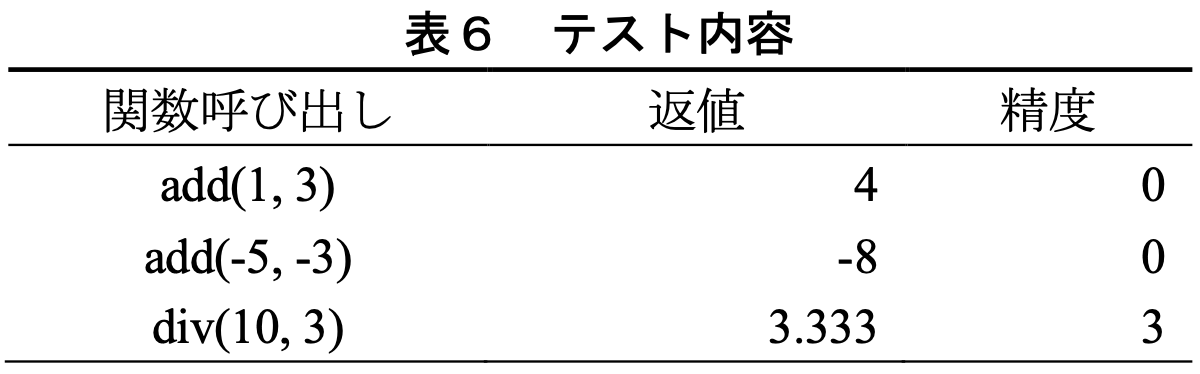 表６　テスト内容
関数呼び出し 返値 精度
add(1, 3) 4 0
add(-5, -3) -8 0
div(10, 3) 3.333 3